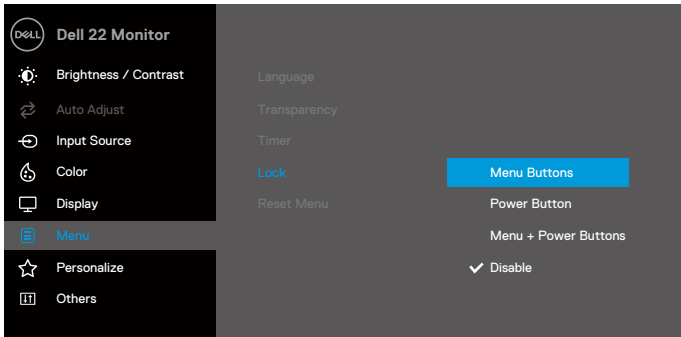 DELL Dell 22 Monitor
Brightness / Contrast
Language
Auto Adjust
Transparency
Input Source
Timer
Color
Lock
Menu Buttons
Display
Reset Menu
Power Button
Menu
Menu + Power Buttons
Personalize
Disable
Others